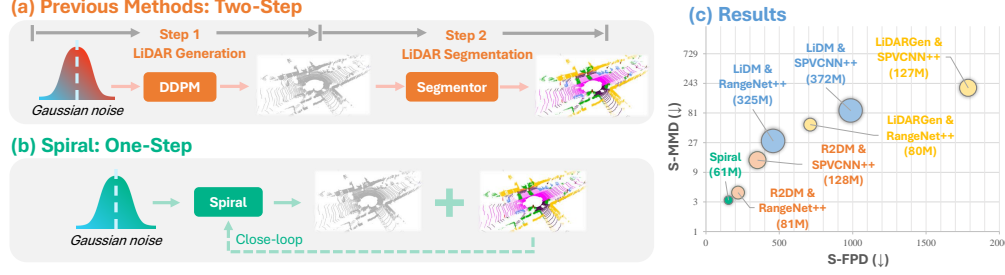 (a) Previous Methods: Two-Step
Step 1
LiDAR Generation
Step 2
LiDAR Segmentation
DDPM
Segmentor
Gaussian noise
(b) Spiral: One-Step
Spiral
Gaussian noise
Close-loop
(c) Results
S-MMD (↓)
729
243
81
27
9
3
1
LiDM &
RangeNet++
(325M)
LiDM &
SPVCNN++
(372M)
LiDARGen &
SPVCNN++
(127M)
LiDARGen &
RangeNet++
(80M)
Spiral
(61M)
R2DM &
SPVCNN++
(128M)
R2DM &
RangeNet++
(81M)
0
500
1000
1500
200
S-FPD (↓)